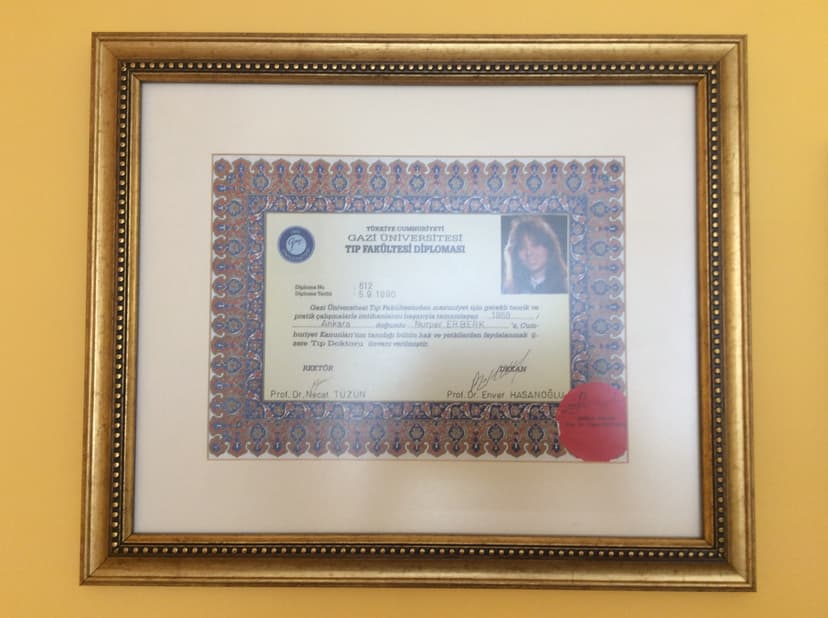 TÜRKİYE CUMHURİYETİ
GAZİ ÜNİVERSİTESİ
TIP FAKÜLTESİ DİPLOMASI
Diploma No : 612
Diploma Tarihi : 5.9.1990
Gazi Üniversitesi Tıp Fakültesinden mezuniyet için gerekli teorik ve
pratik çalışmalarla imtihanlarını başarıyla tamamlayan
Ankara doğumlu Nurper ERBERK 'e, Cum-
huriyet Kanunları'nın tanıdığı bütün hak ve yetkilerden faydalanmak ü-
zere Tıp Doktoru ünvanı verilmiştir.
REKTÖR DEKAN
Prof. Dr. Necat TÜZÜN Prof. Dr. Enver HASANOĞLU